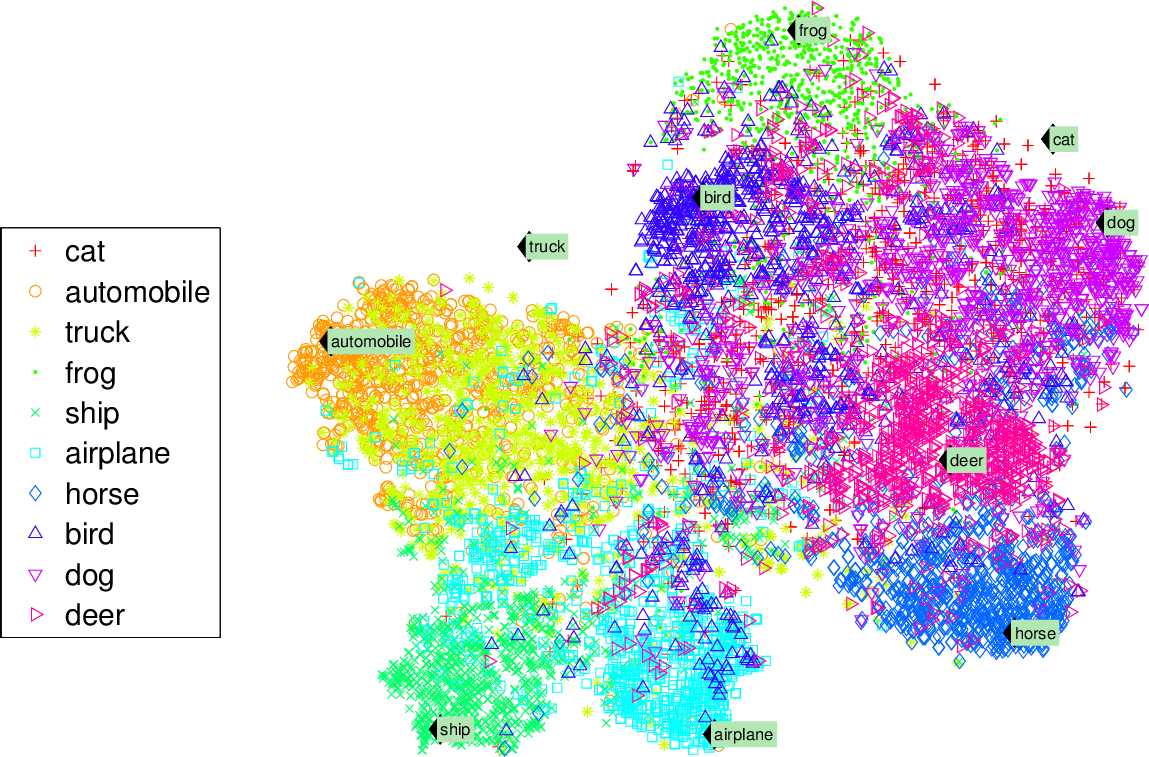 cat
automobile
truck
frog
ship
airplane
horse
bird
dog
deer
frog
cat
bird
dog
truck
automobile
deer
horse
ship
airplane